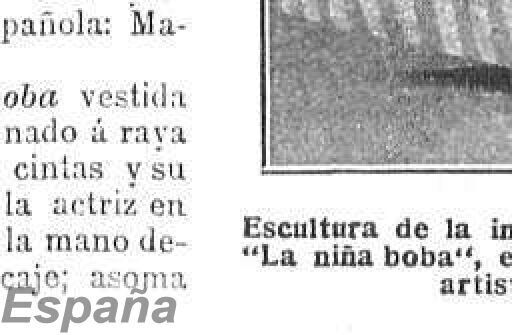 pañola: Ma-
oba vestida
nado á raya
cintas y su
la actriz en
la mano de-
caje; asoma
España
Escultura de la in
"La niña boba", e
artis